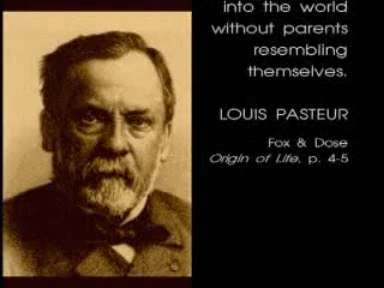 into the world
without parents
resembling
themselves.
LOUIS PASTEUR
Fox & Dose
Origin of Life, p. 4-5